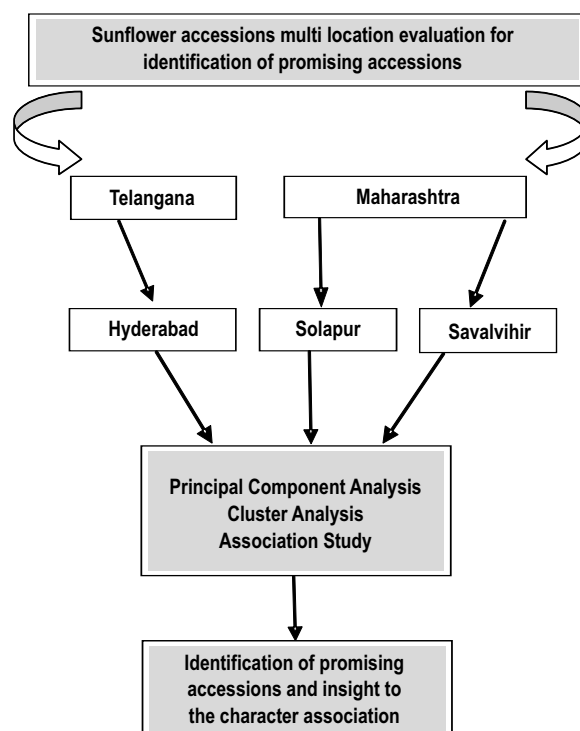 Sunflower accessions multi location evaluation for
identification of promising accessions
Telangana
Maharashtra
Hyderabad
Solapur
Savalvihir
Principal Component Analysis
Cluster Analysis
Association Study
Identification of promising
accessions and insight to
the character association